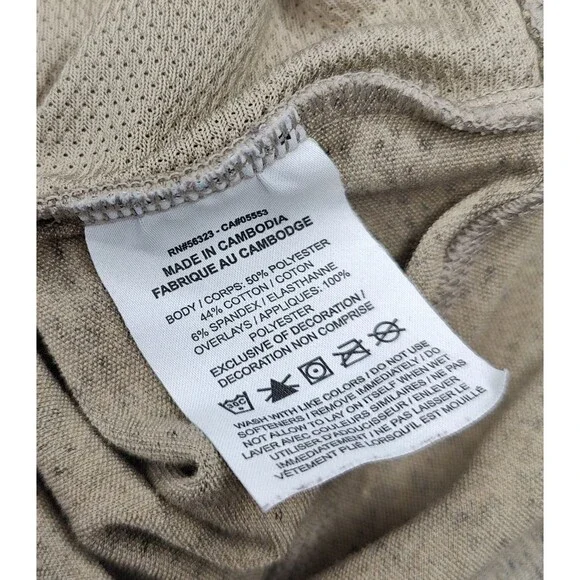 RN#56323 - CA#05553
MADE IN CAMBODIA
FABRIQUE AU CAMBODGE
BODY / CORPS: 50% POLYESTER
44% COTTON / COTON
6% SPANDEX / ELASTHANNE
OVERLAYS / APPLIQUES: 100%
POLYESTER
EXCLUSIVE OF DECORATION /
DECORATION NON COMPRISE
30C
WASH WITH LIKE COLORS / DO NOT USE
SOFTENERS / REMOVE IMMEDIATELY / DO
NOT ALLOW TO LAY ON ITSELF WHEN WET
LAVER AVEC COULEURS SIMILAIRES / NE PAS
UTILISER D'ADOUCISSEUR / ENLEVER
IMMEDIATEMENT / NE PAS LAISSER LE
VÊTEMENT PLIE LORSQU'IL EST MOUILLÉ